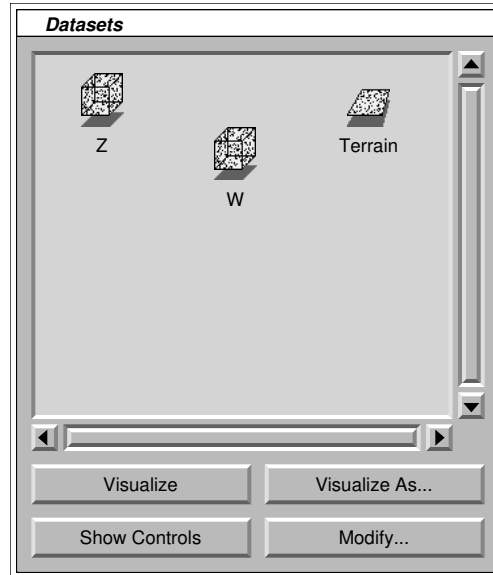 Datasets
Z
W
Terrain
Visualize
Visualize As...
Show Controls
Modify...